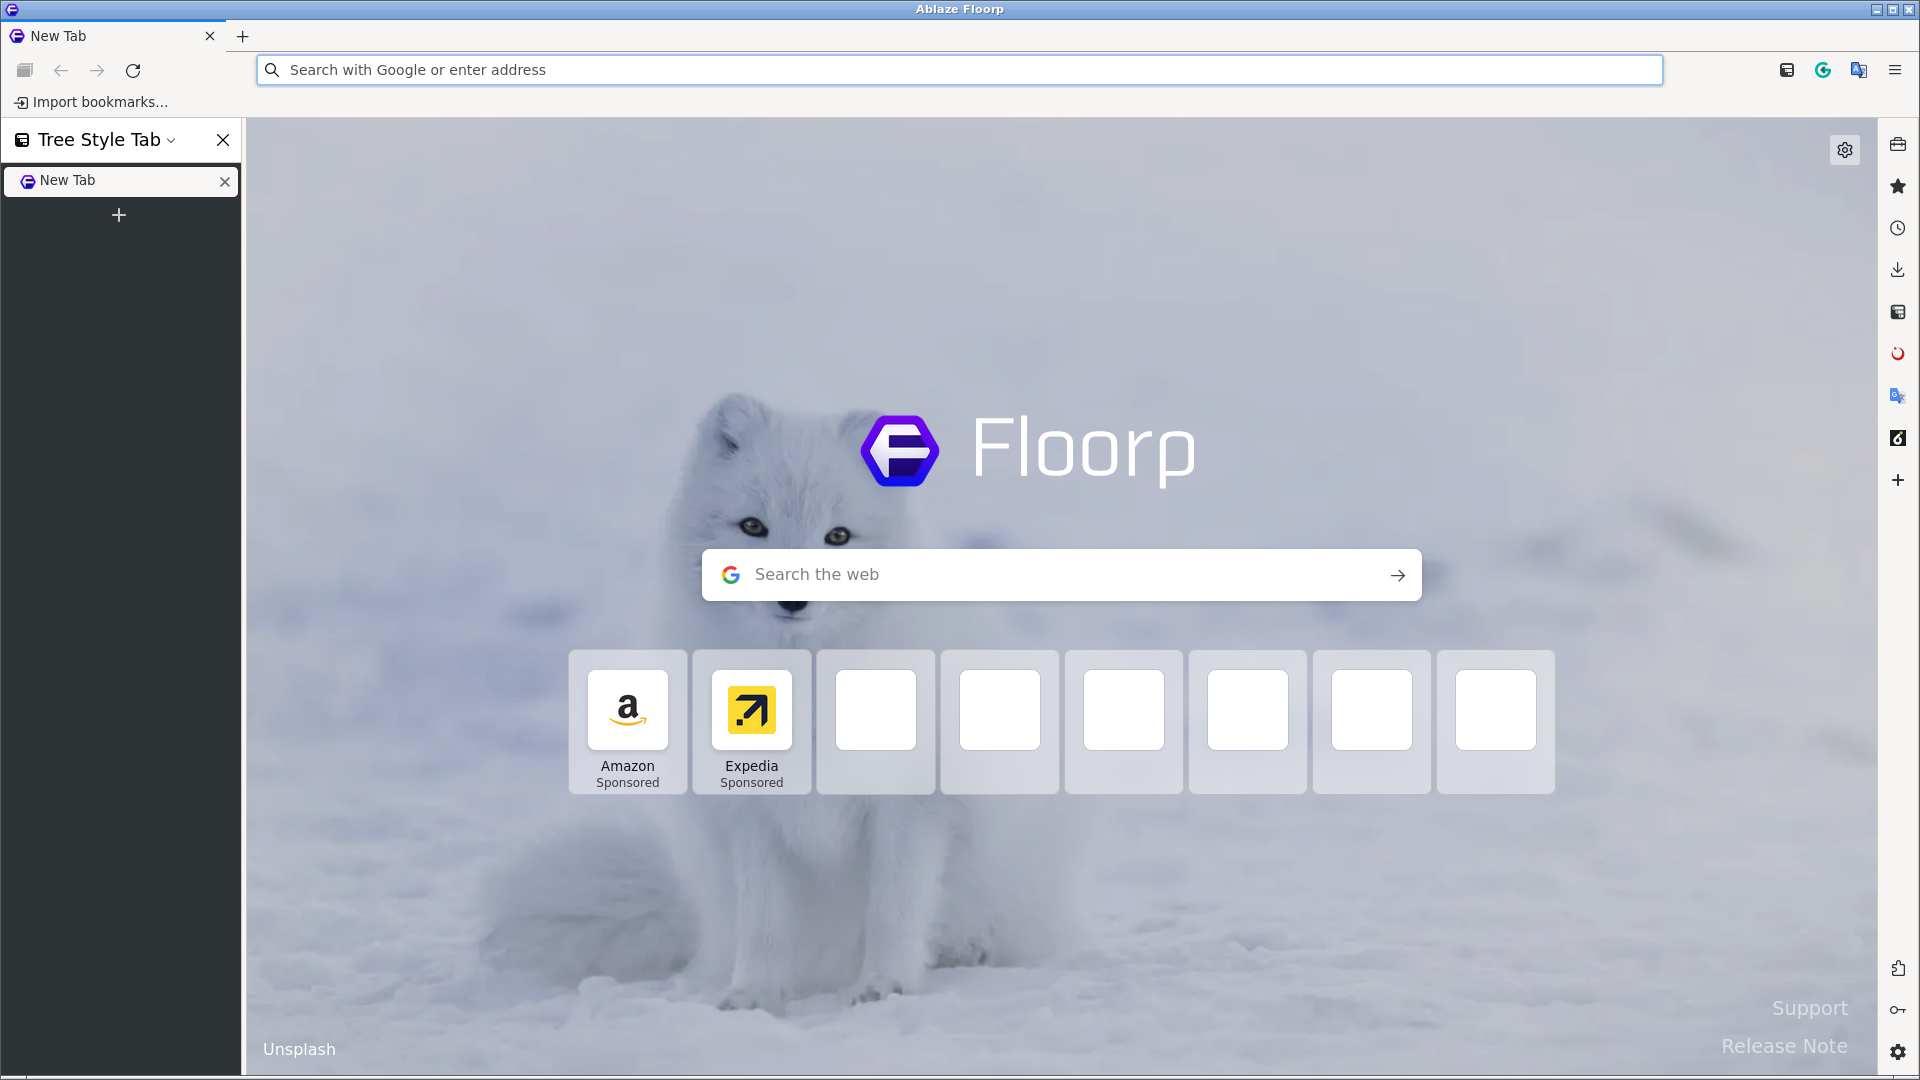 Ablaze Floorp
New Tab
Search with Google or enter address
Import bookmarks...
Tree Style Tab
New Tab
Floorp
Search the web
Amazon
Sponsored
Expedia
Sponsored
Support
Unsplash
Release Note